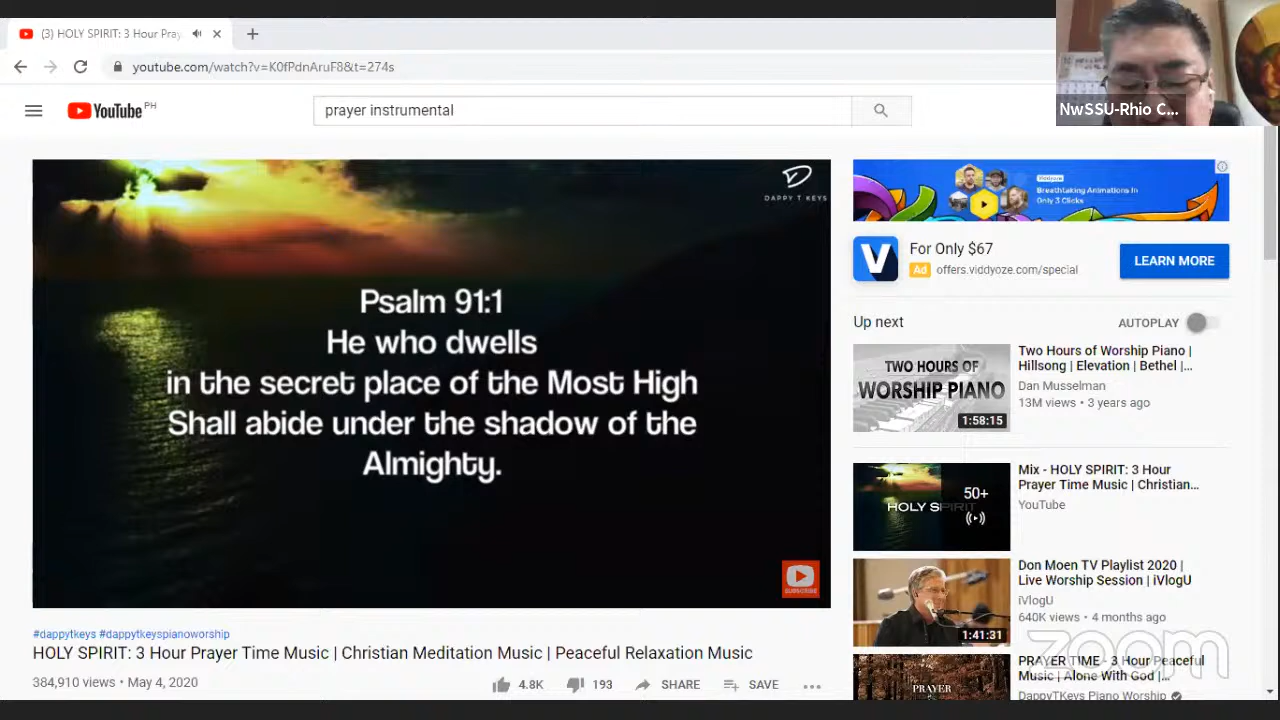 (3) HOLY SPIRIT: 3 Hour Pray
youtube.com/watch?v=K0fPdnAruF8&t=274s
YouTube PH
prayer instrumental
NwSSU-Rhio C...
DAPPY T KEYS
Psalm 91:1
He who dwells
in the secret place of the Most High
Shall abide under the shadow of the
Almighty.
SUBSCRIBE
#dappytkeys #dappytkeyspianoworship
HOLY SPIRIT: 3 Hour Prayer Time Music | Christian Meditation Music | Peaceful Relaxation Music
384,910 views • May 4, 2020
4.8K
193
SHARE
SAVE
Viddyoze
Breathtaking Animations In
Only 3 Clicks
V
For Only $67
Ad offers.viddyoze.com/special
LEARN MORE
Up next
AUTOPLAY
TWO HOURS OF
WORSHIP PIANO
1:58:15
Two Hours of Worship Piano |
Hillsong | Elevation | Bethel |...
Dan Musselman
13M views • 3 years ago
HOLY SPIRIT
50+
Mix - HOLY SPIRIT: 3 Hour
Prayer Time Music | Christian...
YouTube
1:41:31
Don Moen TV Playlist 2020 |
Live Worship Session | iVlogU
iVlogU
640K views • 4 months ago
PRAYER
PRAYER TIME - 3 Hour Peaceful
Music | Alone With God |...
DappyTKeys Piano Worship
zoom